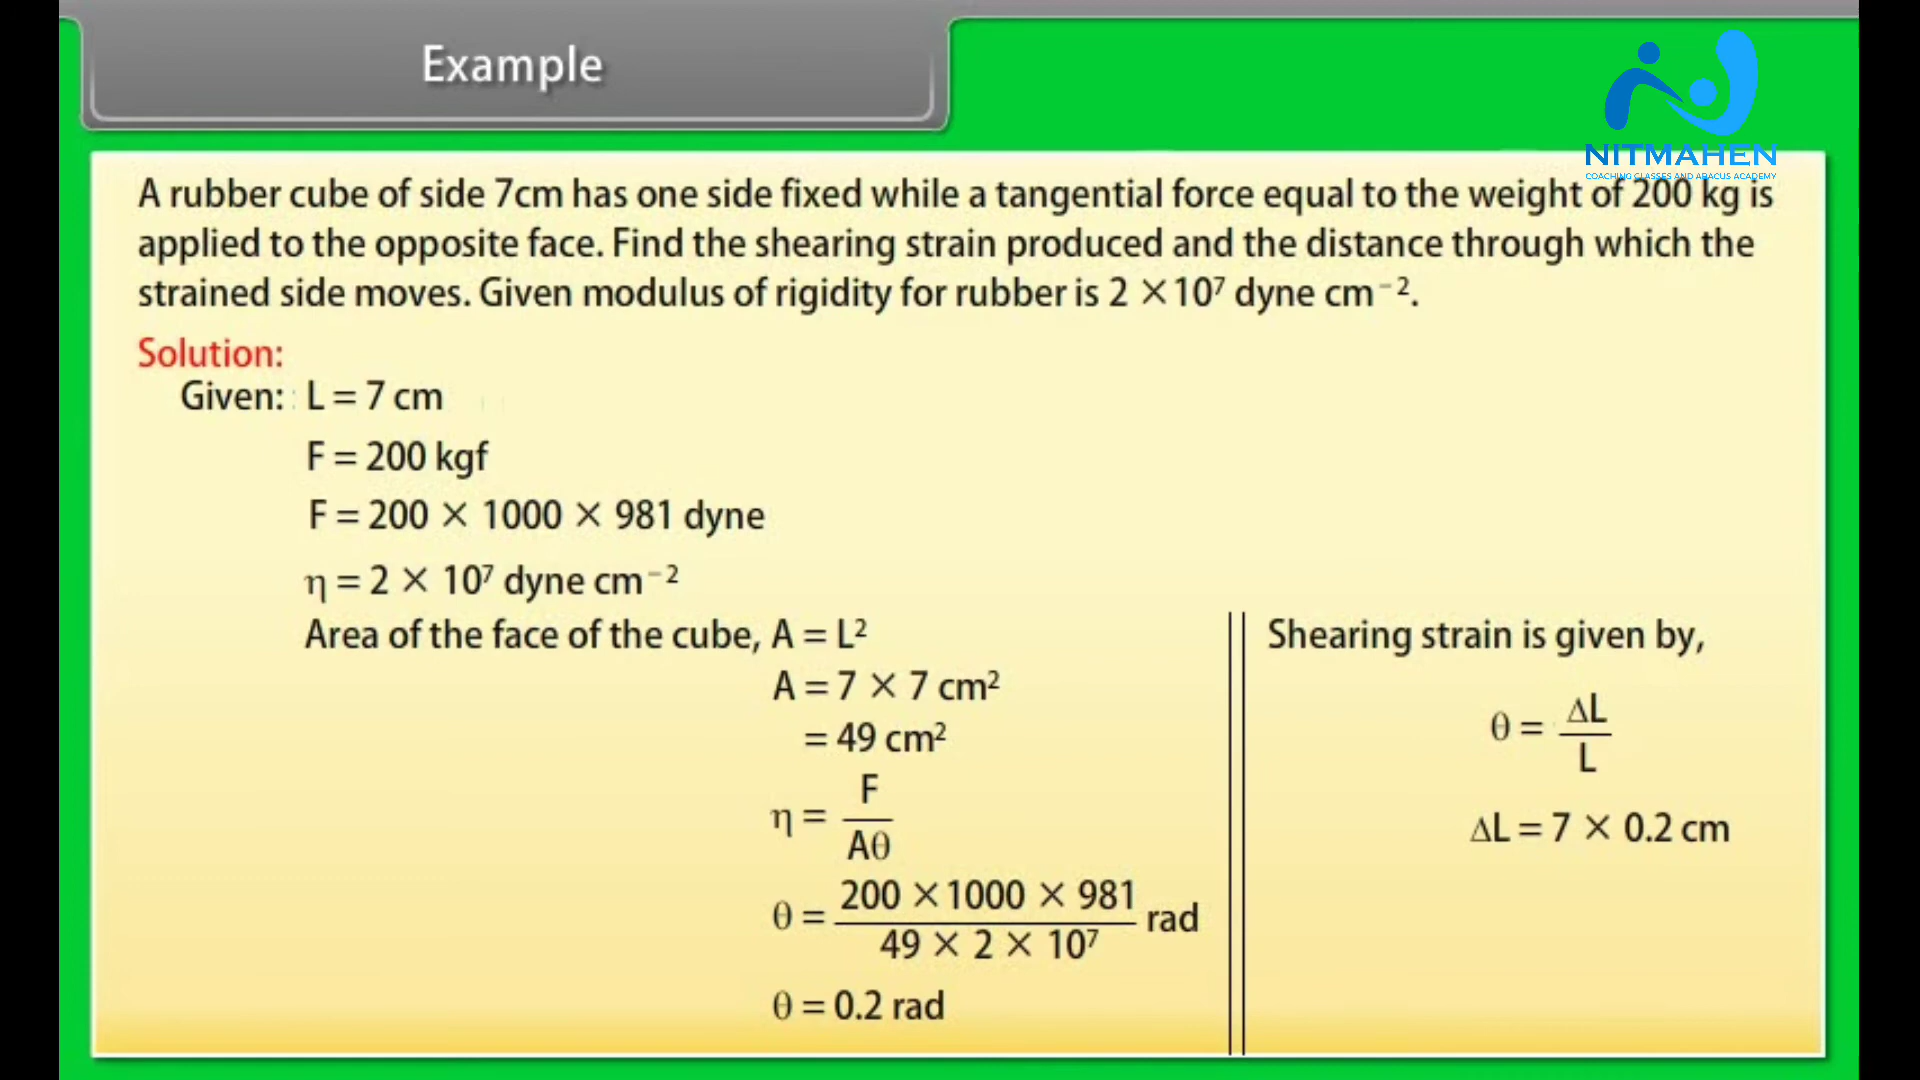 Example
NITMAHEN
COACHING CLASSES AND ABACUS ACADEMY
A rubber cube of side 7cm has one side fixed while a tangential force equal to the weight of 200 kg is
applied to the opposite face. Find the shearing strain produced and the distance through which the
strained side moves. Given modulus of rigidity for rubber is 2 × 10⁷ dyne cm⁻².
Solution:
Given: L = 7 cm
F = 200 kgf
F = 200 × 1000 × 981 dyne
η = 2 × 10⁷ dyne cm⁻²
Area of the face of the cube, A = L²
A = 7 × 7 cm²
= 49 cm²
η = F / Aθ
θ = 200 × 1000 × 981 / 49 × 2 × 10⁷ rad
θ = 0.2 rad
Shearing strain is given by,
θ = ΔL / L
ΔL = 7 × 0.2 cm